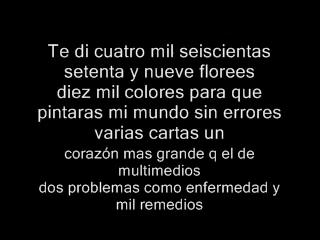 Te di cuatro mil seiscientas
setenta y nueve florees
diez mil colores para que
pintaras mi mundo sin errores
varias cartas un
corazón mas grande q el de
multimedios
dos problemas como enfermedad y
mil remedios